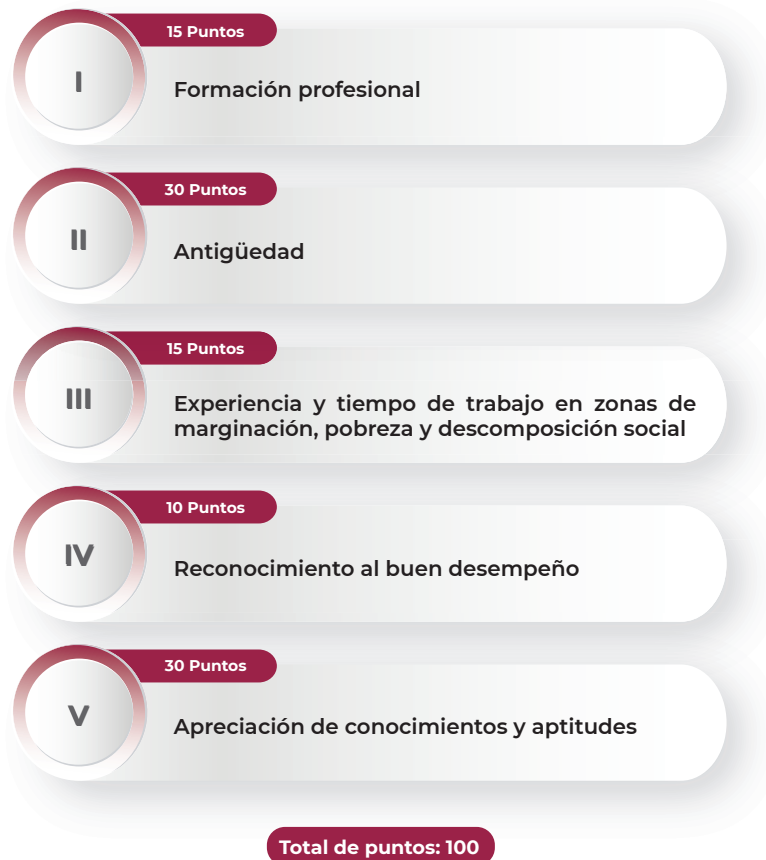 15 Puntos
I
Formación profesional
30 Puntos
II
Antigüedad
15 Puntos
III
Experiencia y tiempo de trabajo en zonas de
marginación, pobreza y descomposición social
10 Puntos
IV
Reconocimiento al buen desempeño
30 Puntos
V
Apreciación de conocimientos y aptitudes
Total de puntos: 100